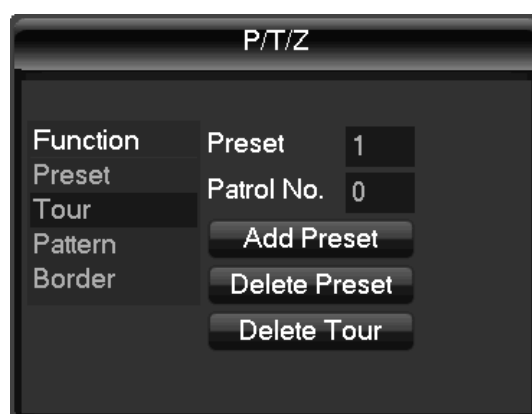 P/T/Z
Function
Preset
Tour
Pattern
Border
Preset 1
Patrol No. 0
Add Preset
Delete Preset
Delete Tour